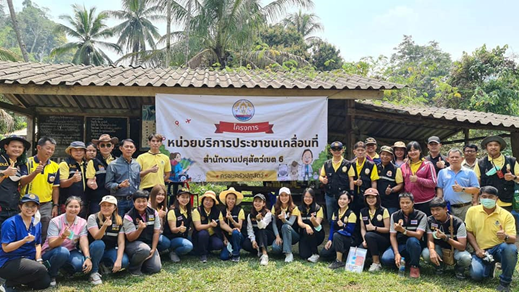 โครงการ
หน่วยบริการประชาชนเคลื่อนที่
สำนักงานปศุสัตว์เขต 6